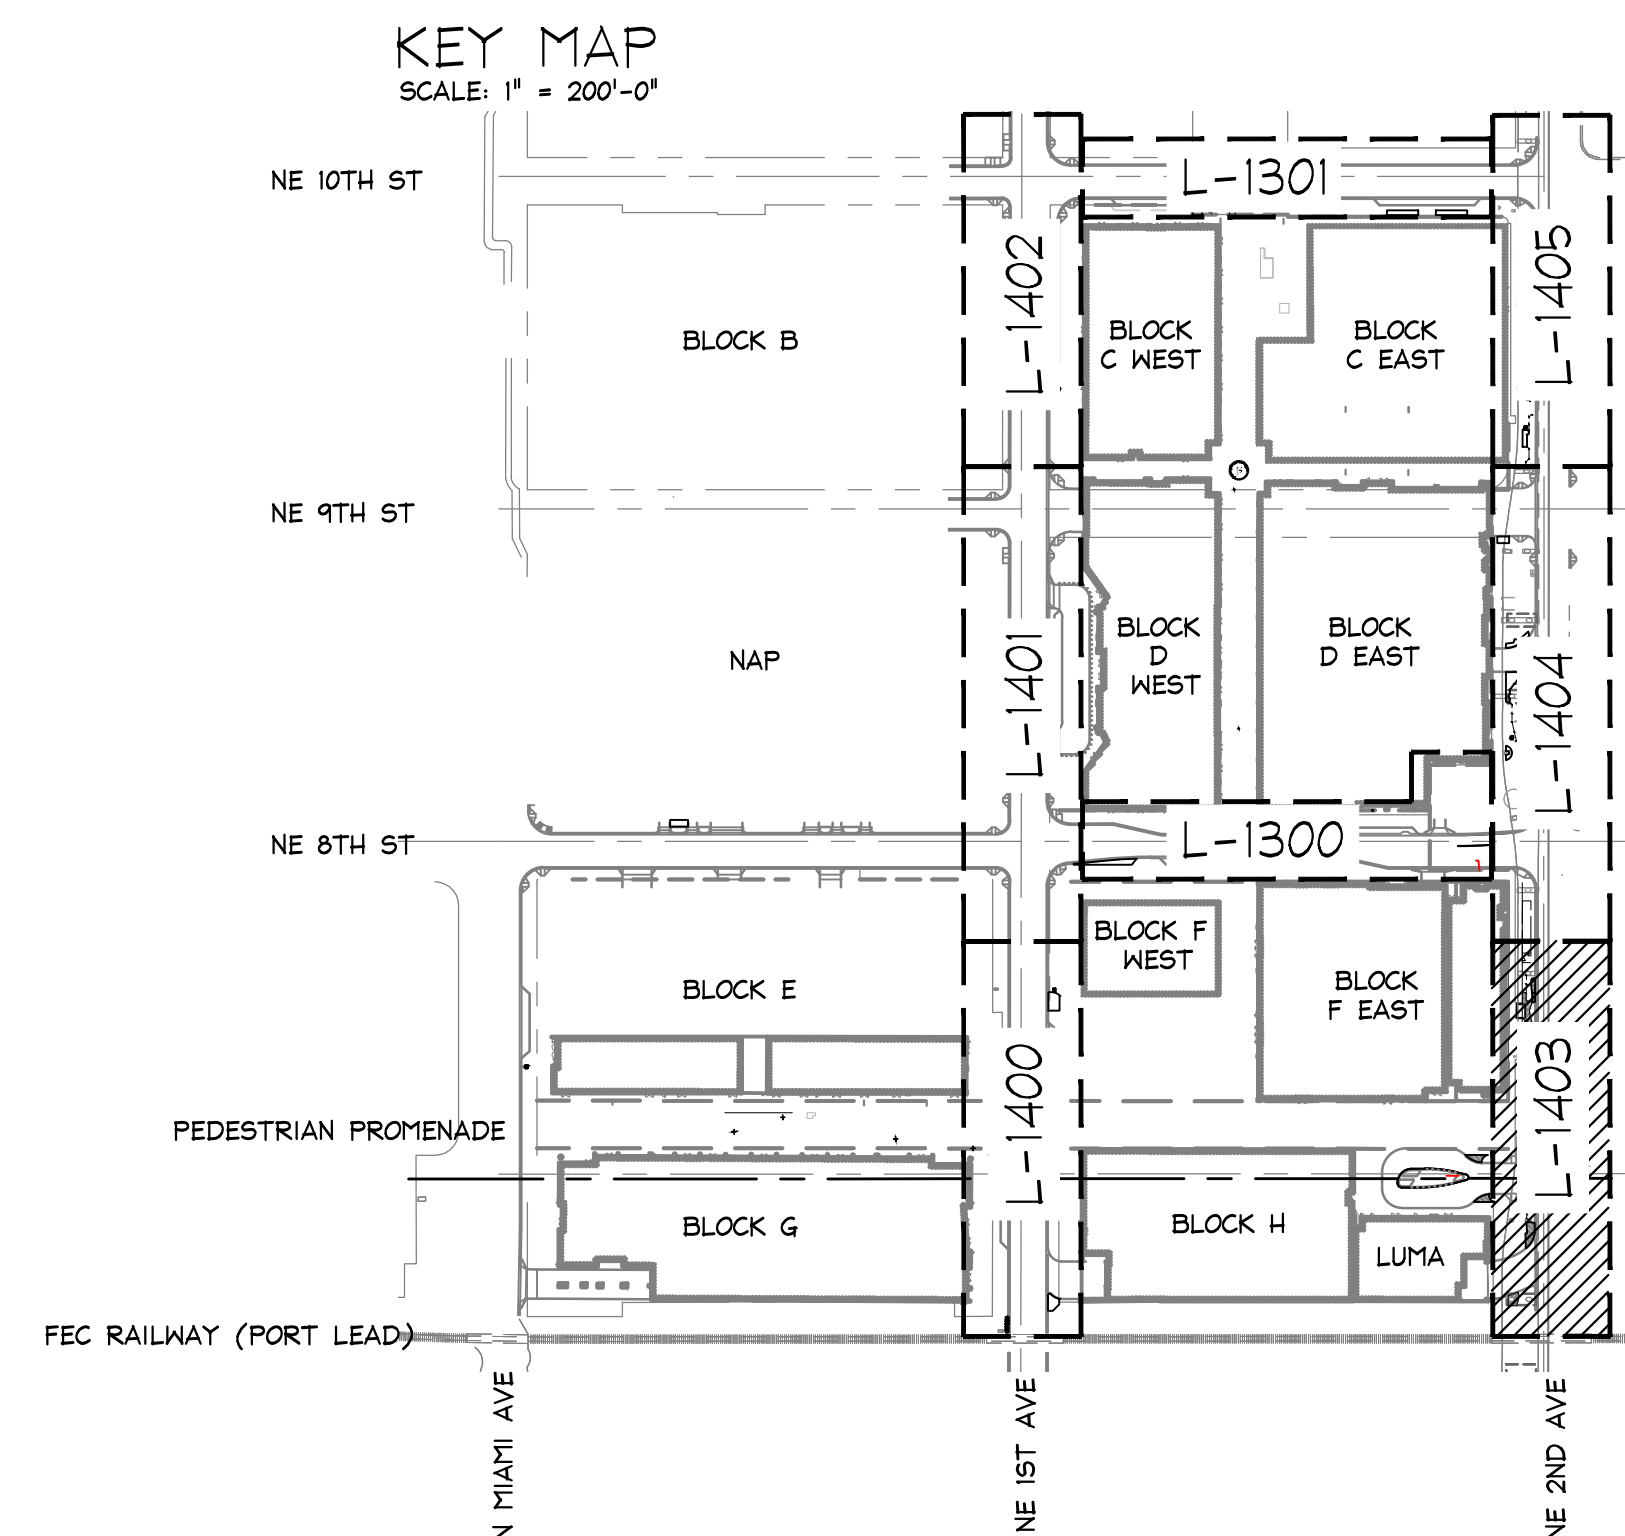 KEY MAP
SCALE: 1" = 200'-0"
NE 10TH ST
L-1301
L-1402
L-1405
BLOCK B
BLOCK
C WEST
BLOCK
C EAST
NE 9TH ST
NAP
L-1401
BLOCK
D
WEST
BLOCK
D EAST
L-1404
NE 8TH ST
L-1300
BLOCK F
WEST
BLOCK E
BLOCK
F EAST
L-1400
L-1403
PEDESTRIAN PROMENADE
BLOCK G
BLOCK H
LUMA
FEC RAILWAY (PORT LEAD)
N MIAMI AVE
NE 1ST AVE
NE 2ND AVE